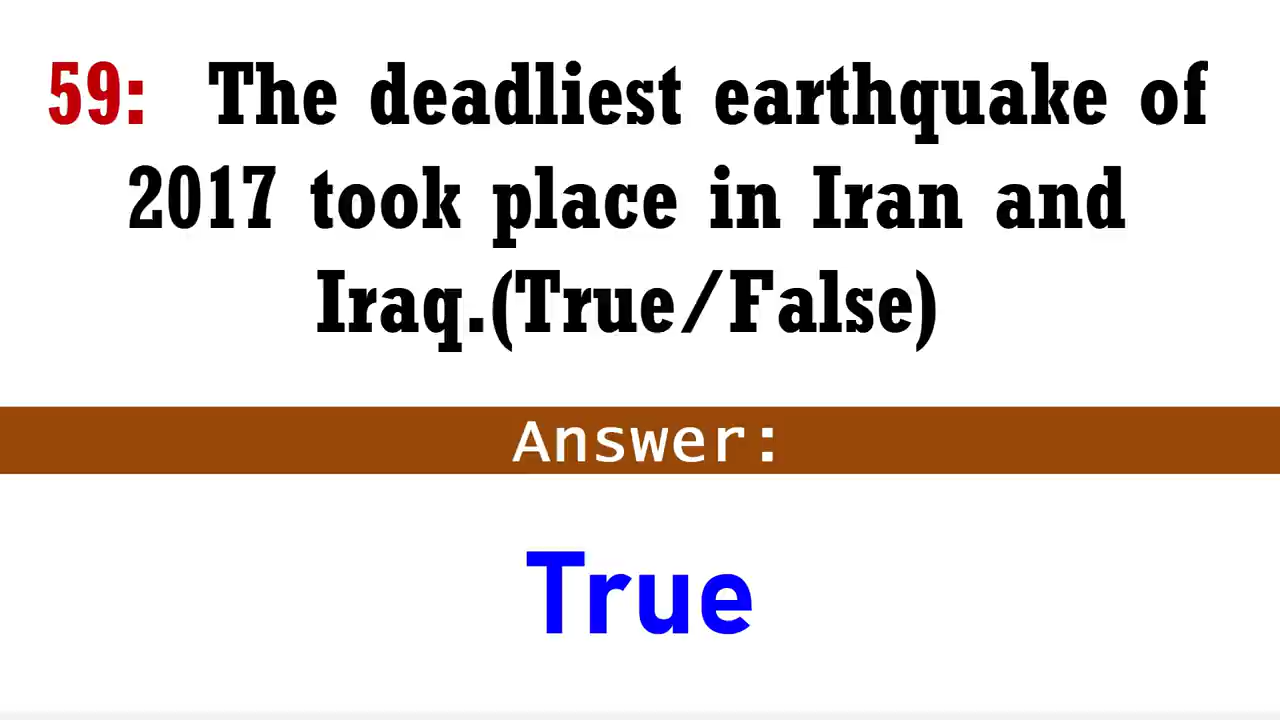 59: The deadliest earthquake of
2017 took place in Iran and
Iraq.(True/False)
Answer:
True